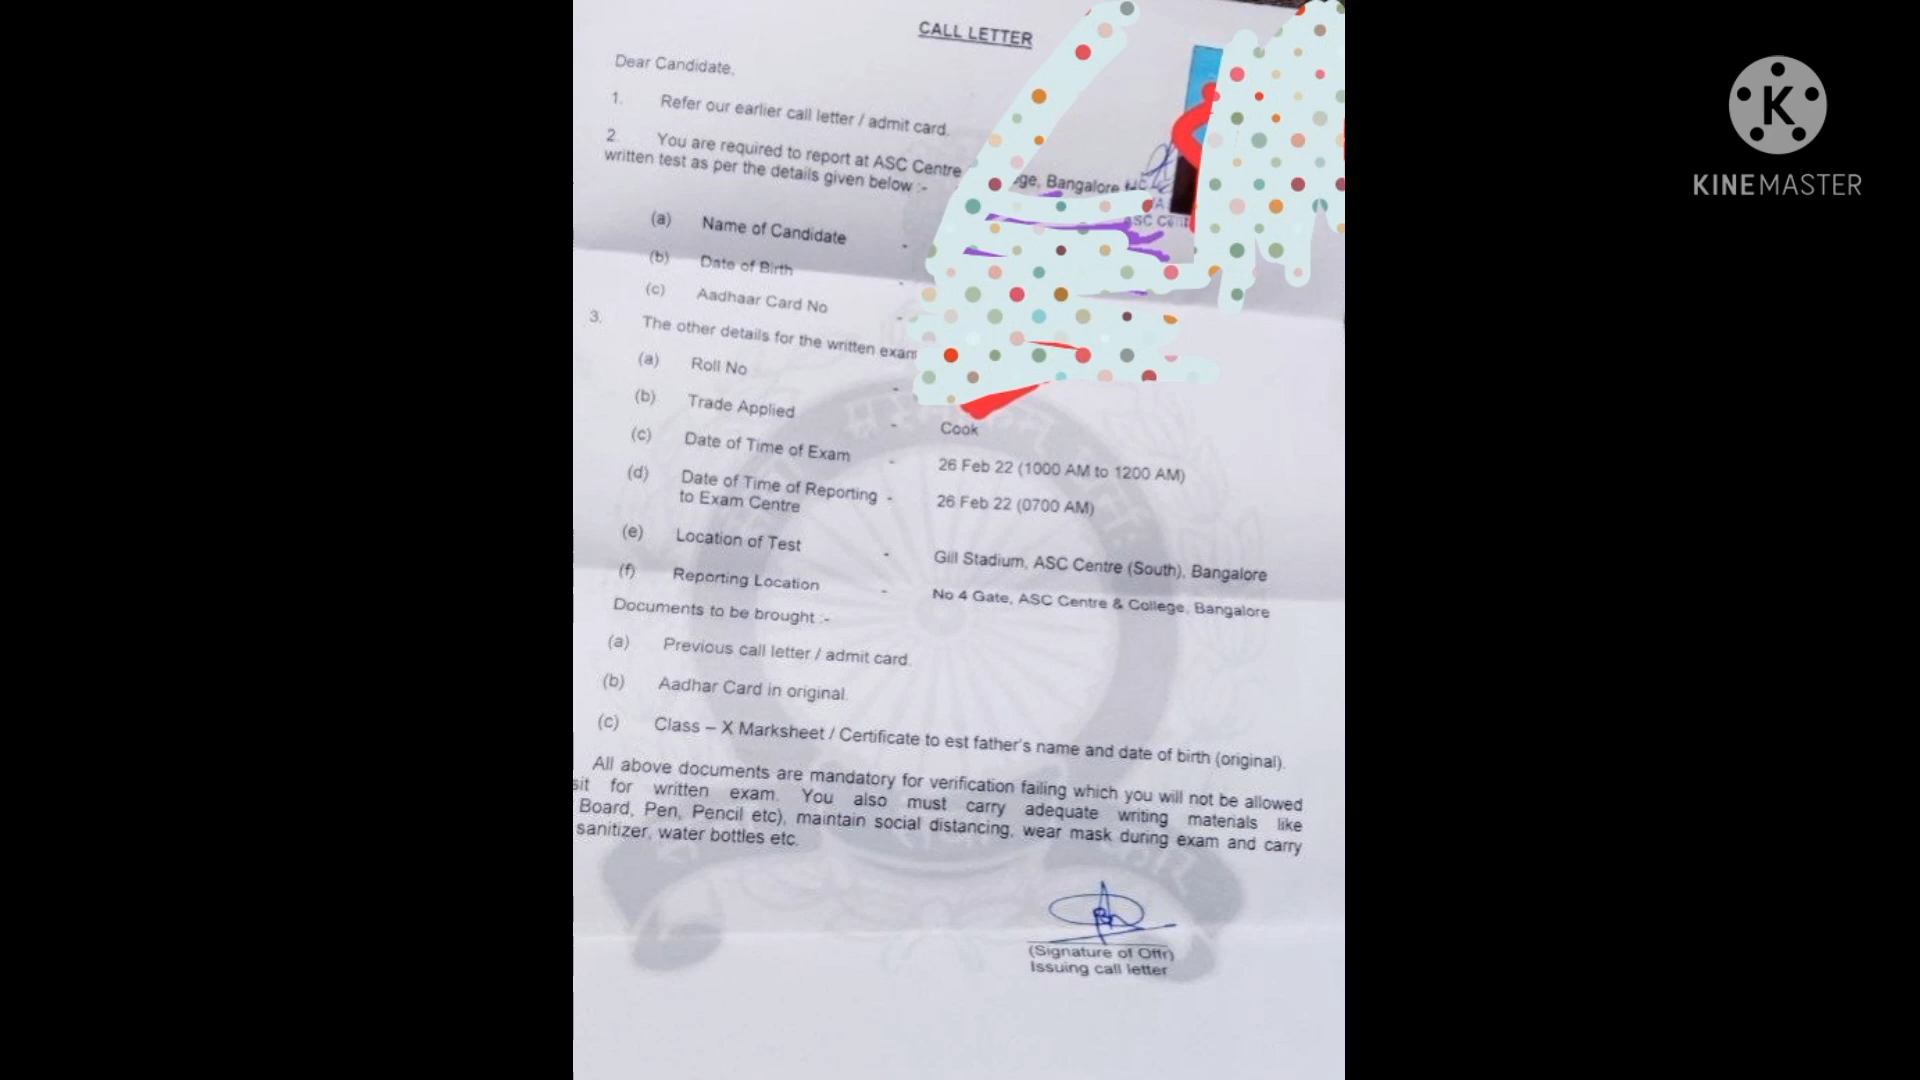 CALL LETTER
Dear Candidate,
1. Refer our earlier call letter / admit card.
2. You are required to report at ASC Centre ge, Bangalore
written test as per the details given below :-
(a) Name of Candidate -
(b) Date of Birth -
(c) Aadhaar Card No -
3. The other details for the written exam
(a) Roll No -
(b) Trade Applied - Cook
(c) Date of Time of Exam - 26 Feb 22 (1000 AM to 1200 AM)
(d) Date of Time of Reporting - 26 Feb 22 (0700 AM)
to Exam Centre
(e) Location of Test - Gill Stadium, ASC Centre (South), Bangalore
(f) Reporting Location - No 4 Gate, ASC Centre & College, Bangalore
Documents to be brought :-
(a) Previous call letter / admit card.
(b) Aadhar Card in original.
(c) Class – X Marksheet / Certificate to est father's name and date of birth (original).
All above documents are mandatory for verification failing which you will not be allowed
sit for written exam. You also must carry adequate writing materials like
Board, Pen, Pencil etc), maintain social distancing, wear mask during exam and carry
sanitizer, water bottles etc.
(Signature of Offr)
Issuing call letter
K
KINEMASTER